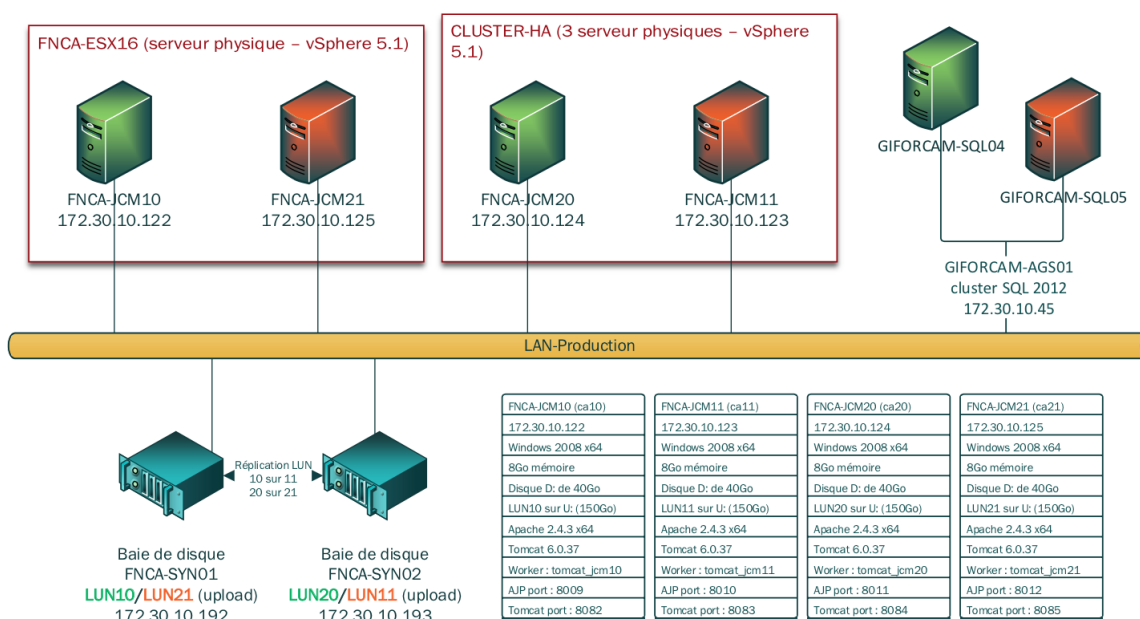 FNCA-ESX16 (serveur physique – vSphere 5.1)
CLUSTER-HA (3 serveur physiques – vSphere
5.1)
FNCA-JCM10
172.30.10.122
FNCA-JCM21
172.30.10.125
FNCA-JCM20
172.30.10.124
FNCA-JCM11
172.30.10.123
GIFORCAM-SQL04
GIFORCAM-SQL05
GIFORCAM-AGS01
cluster SQL 2012
172.30.10.45
LAN-Production
Réplication LUN
10 sur 11
20 sur 21
Baie de disque
FNCA-SYN01
LUN10/LUN21 (upload)
172.30.10.192
Baie de disque
FNCA-SYN02
LUN20/LUN11 (upload)
172.30.10.193
FNCA-JCM10 (ca10)
172.30.10.122
Windows 2008 x64
8Go mémoire
Disque D: de 40Go
LUN10 sur U: (150Go)
Apache 2.4.3 x64
Tomcat 6.0.37
Worker : tomcat_jcm10
AJP port : 8009
Tomcat port : 8082
FNCA-JCM11 (ca11)
172.30.10.123
Windows 2008 x64
8Go mémoire
Disque D: de 40Go
LUN11 sur U: (150Go)
Apache 2.4.3 x64
Tomcat 6.0.37
Worker : tomcat_jcm11
AJP port : 8010
Tomcat port : 8083
FNCA-JCM20 (ca20)
172.30.10.124
Windows 2008 x64
8Go mémoire
Disque D: de 40Go
LUN20 sur U: (150Go)
Apache 2.4.3 x64
Tomcat 6.0.37
Worker : tomcat_jcm20
AJP port : 8011
Tomcat port : 8084
FNCA-JCM21 (ca21)
172.30.10.125
Windows 2008 x64
8Go mémoire
Disque D: de 40Go
LUN21 sur U: (150Go)
Apache 2.4.3 x64
Tomcat 6.0.37
Worker : tomcat_jcm21
AJP port : 8012
Tomcat port : 8085